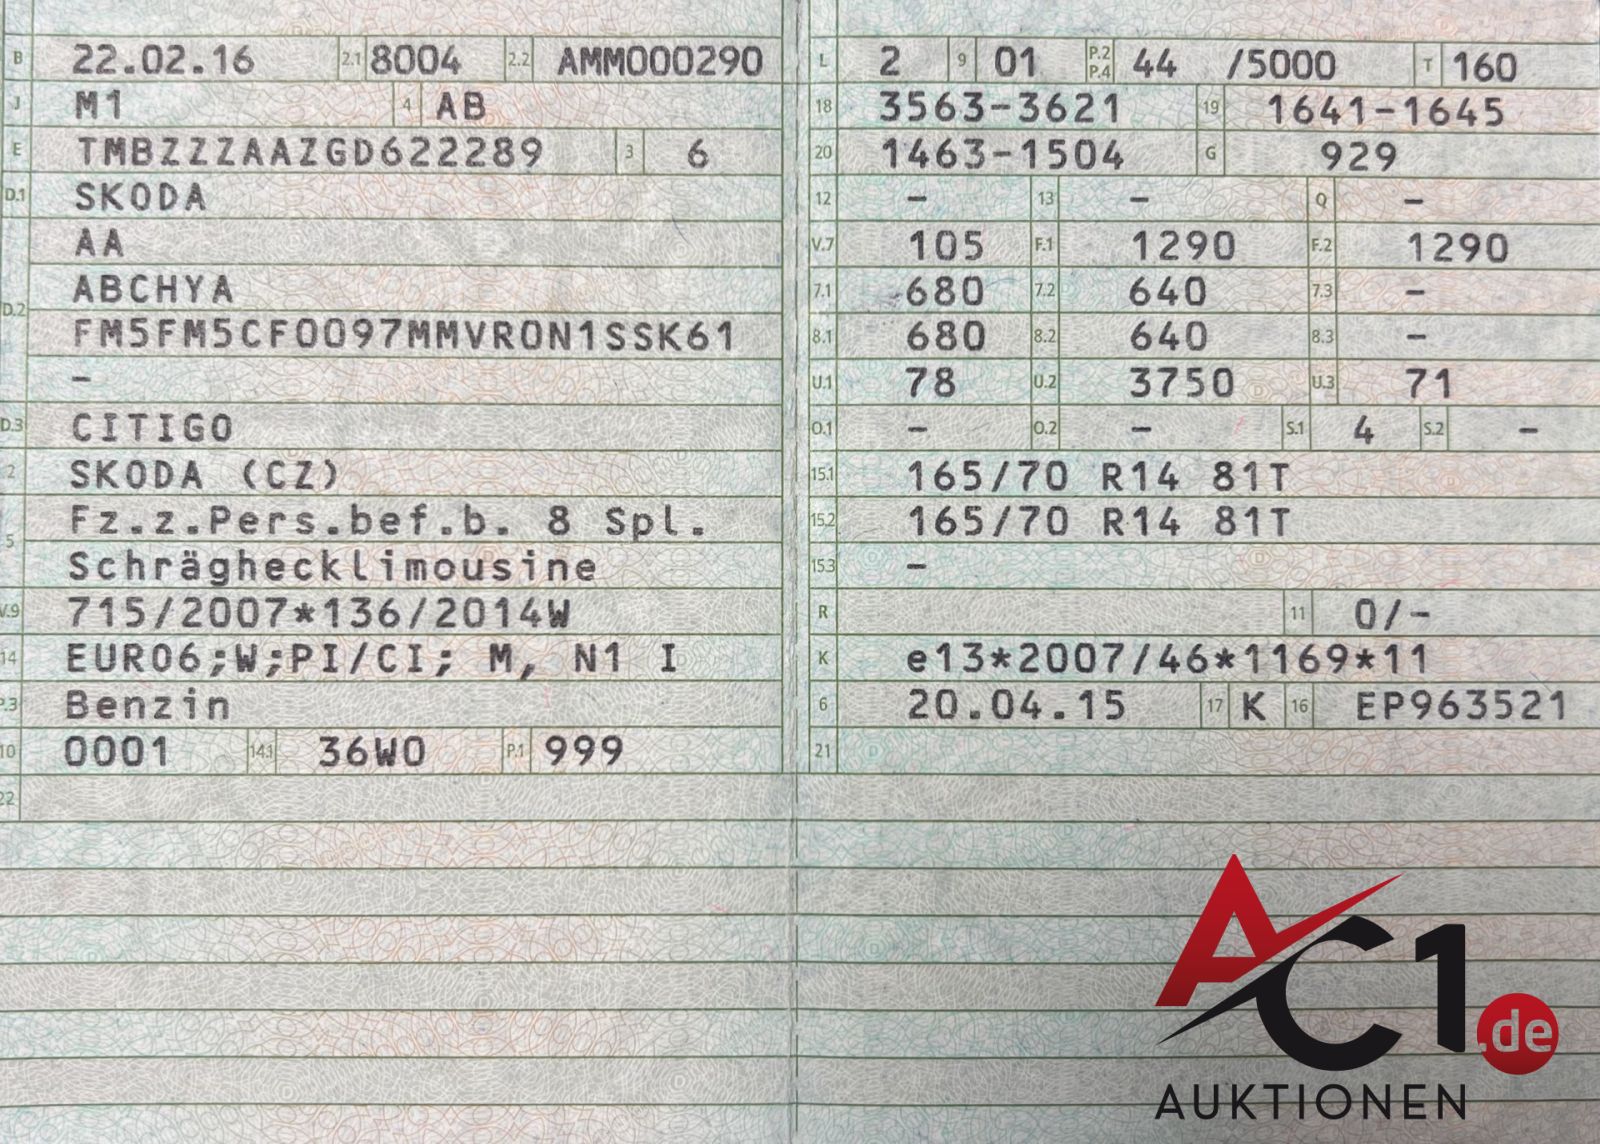 B 22.02.16 2.1 8004 2.2 AMM000290
J M1 4 AB
E TMBZZZAAZGD622289 3 6
D.1 SKODA
AA
D.2 ABCHYA
FM5FM5CF0097MMVR0N1SSK61
–
D.3 CITIGO
2 SKODA (CZ)
5 Fz.z.Pers.bef.b. 8 Spl.
Schräghecklimousine
V.9 715/2007*136/2014W
14 EURO6;W;PI/CI; M, N1 I
P.3 Benzin
10 0001 14.1 36W0 P.1 999
22
L 2 9 01 P.2 P.4 44 /5000 T 160
18 3563-3621 19 1641-1645
20 1463-1504 G 929
12 – 13 – Q –
V.7 105 F.1 1290 F.2 1290
7.1 680 7.2 640 7.3 –
8.1 680 8.2 640 8.3 –
U.1 78 U.2 3750 U.3 71
O.1 – O.2 – S.1 4 S.2 –
15.1 165/70 R14 81T
15.2 165/70 R14 81T
15.3 –
R 11 0/–
K e13*2007/46*1169*11
6 20.04.15 17 K 16 EP963521
21
AC1.de
AUKTIONEN